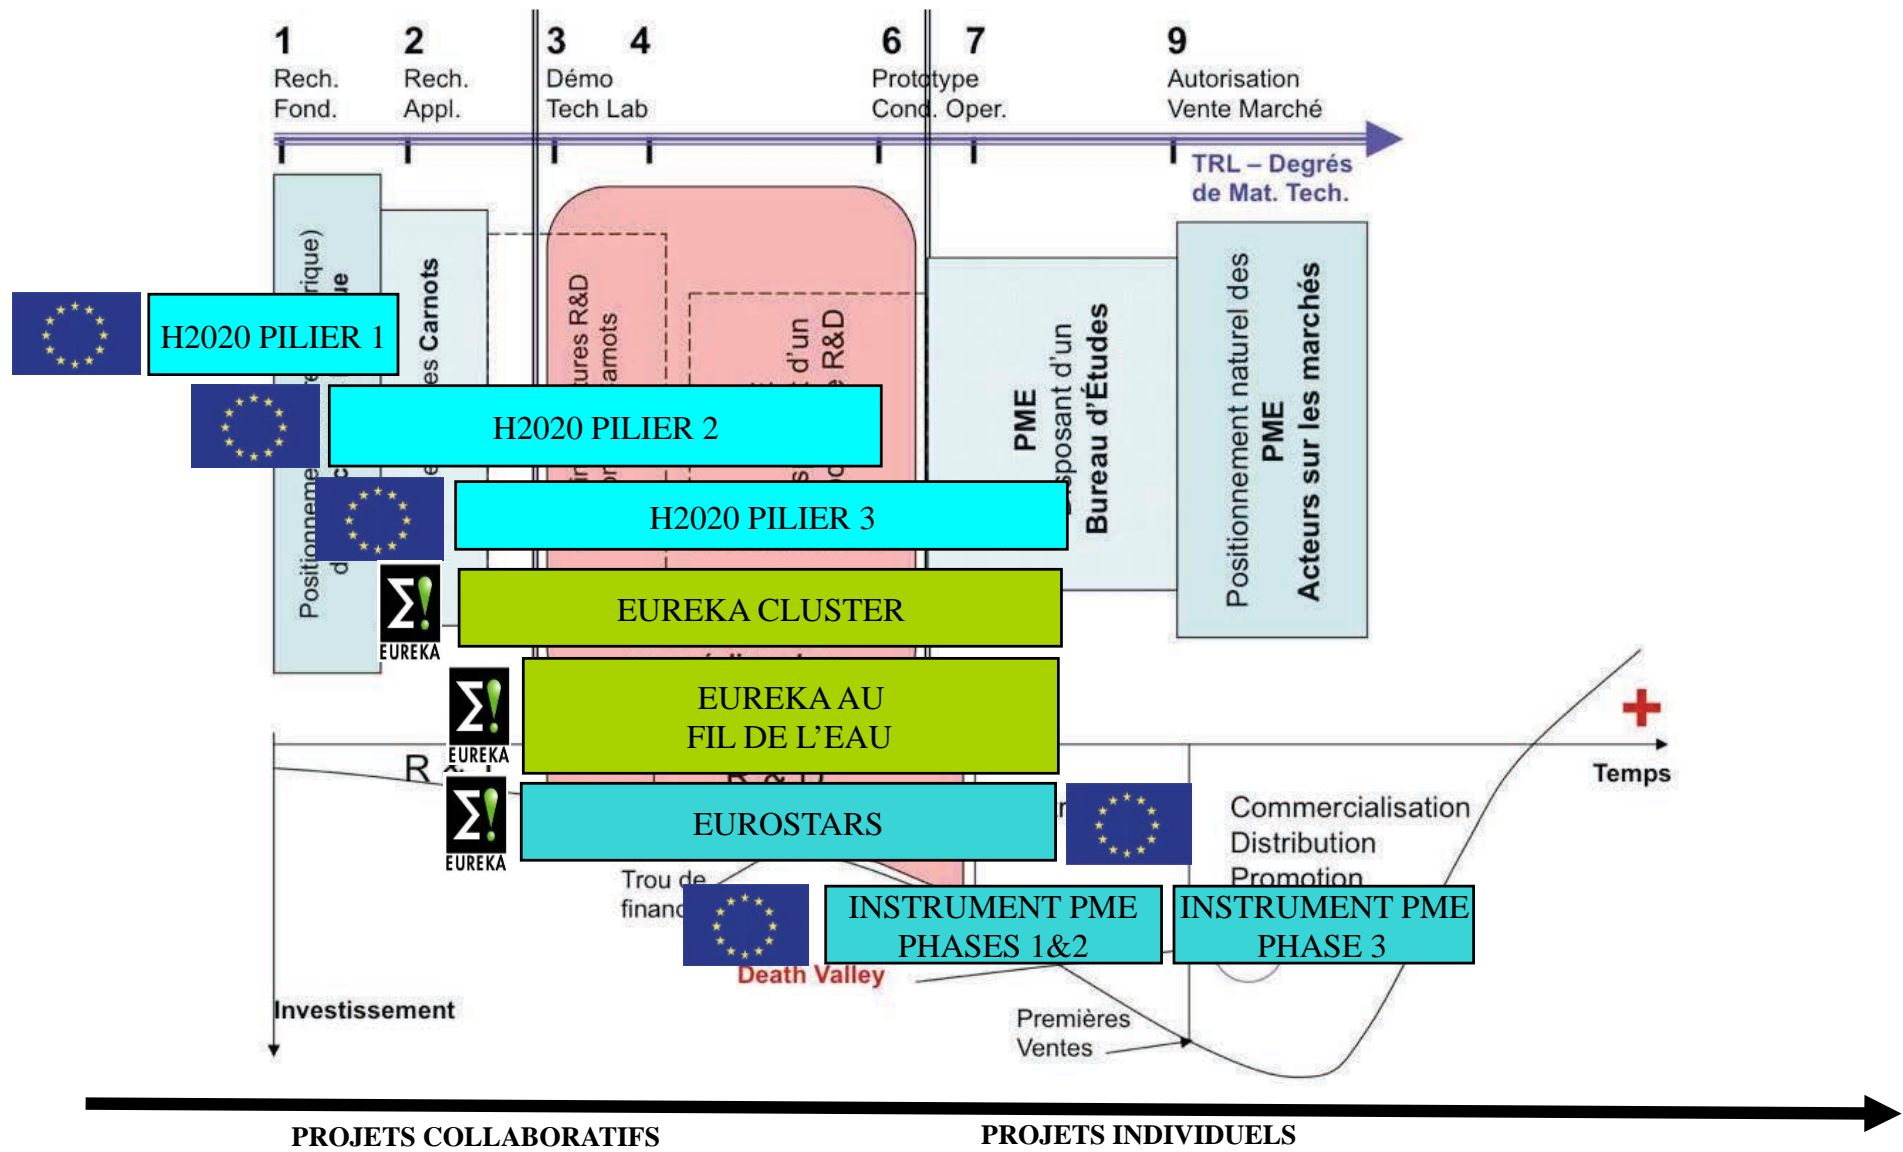 1 2 3 4 6 7 9
Rech. Fond.
Rech. Appl.
Démo Tech Lab
Prototype Cond. Oper.
Autorisation Vente Marché
TRL – Degrés
de Mat. Tech.
Carnots
R&D
d'un
R&D
PME
d'un
Bureau d'Études
Positionnement naturel des
PME
Acteurs sur les marchés
H2020 PILIER 1
H2020 PILIER 2
H2020 PILIER 3
EUREKA CLUSTER
EUREKA
EUREKA AU
FIL DE L'EAU
EUREKA
EUROSTARS
EUREKA
Temps
Commercialisation
Distribution
Promotion
Trou de
INSTRUMENT PME
PHASES 1&2
INSTRUMENT PME
PHASE 3
Death Valley
Investissement
Premières
Ventes
PROJETS COLLABORATIFS
PROJETS INDIVIDUELS